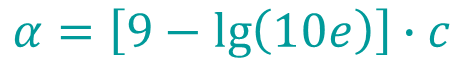 α = [9 − lg(10e)] · c